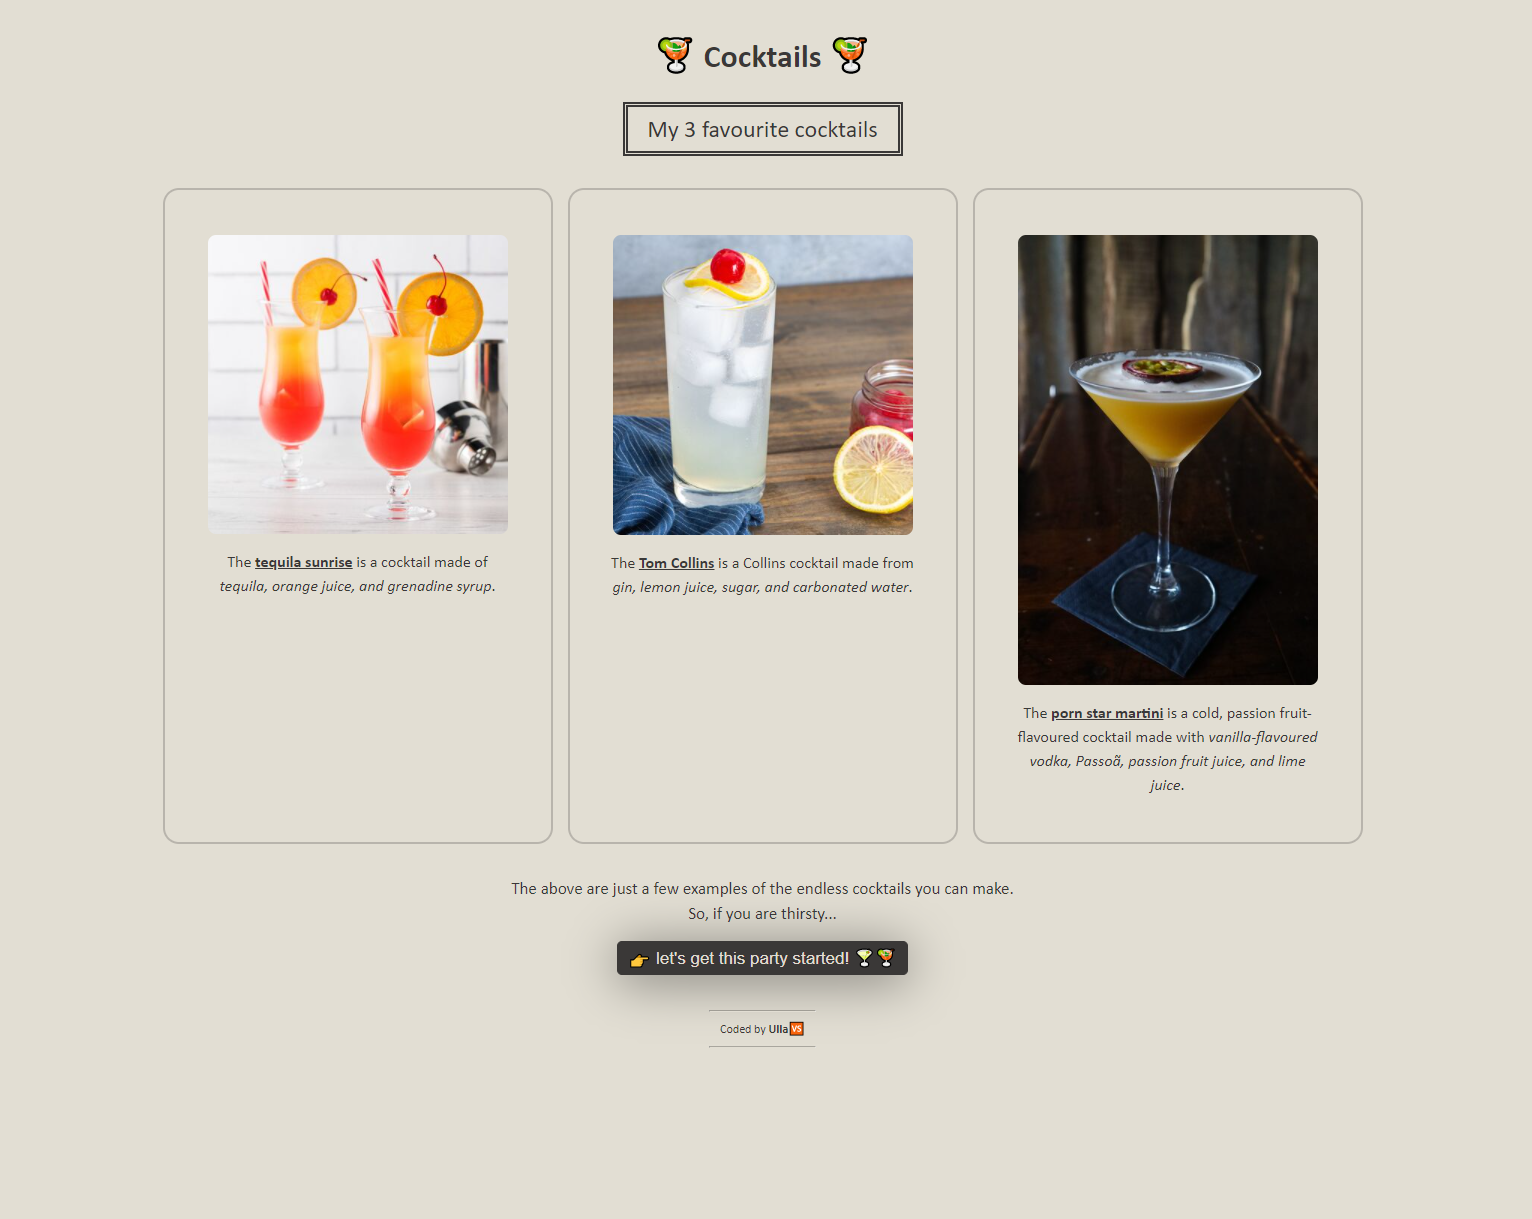 🍹 Cocktails 🍹
My 3 favourite cocktails
The tequila sunrise is a cocktail made of
tequila, orange juice, and grenadine syrup.
The Tom Collins is a Collins cocktail made from
gin, lemon juice, sugar, and carbonated water.
The porn star martini is a cold, passion fruit-
flavoured cocktail made with vanilla-flavoured
vodka, Passoã, passion fruit juice, and lime
juice.
The above are just a few examples of the endless cocktails you can make.
So, if you are thirsty...
👉 let's get this party started! 🍸🍹
Coded by Ulla🆚